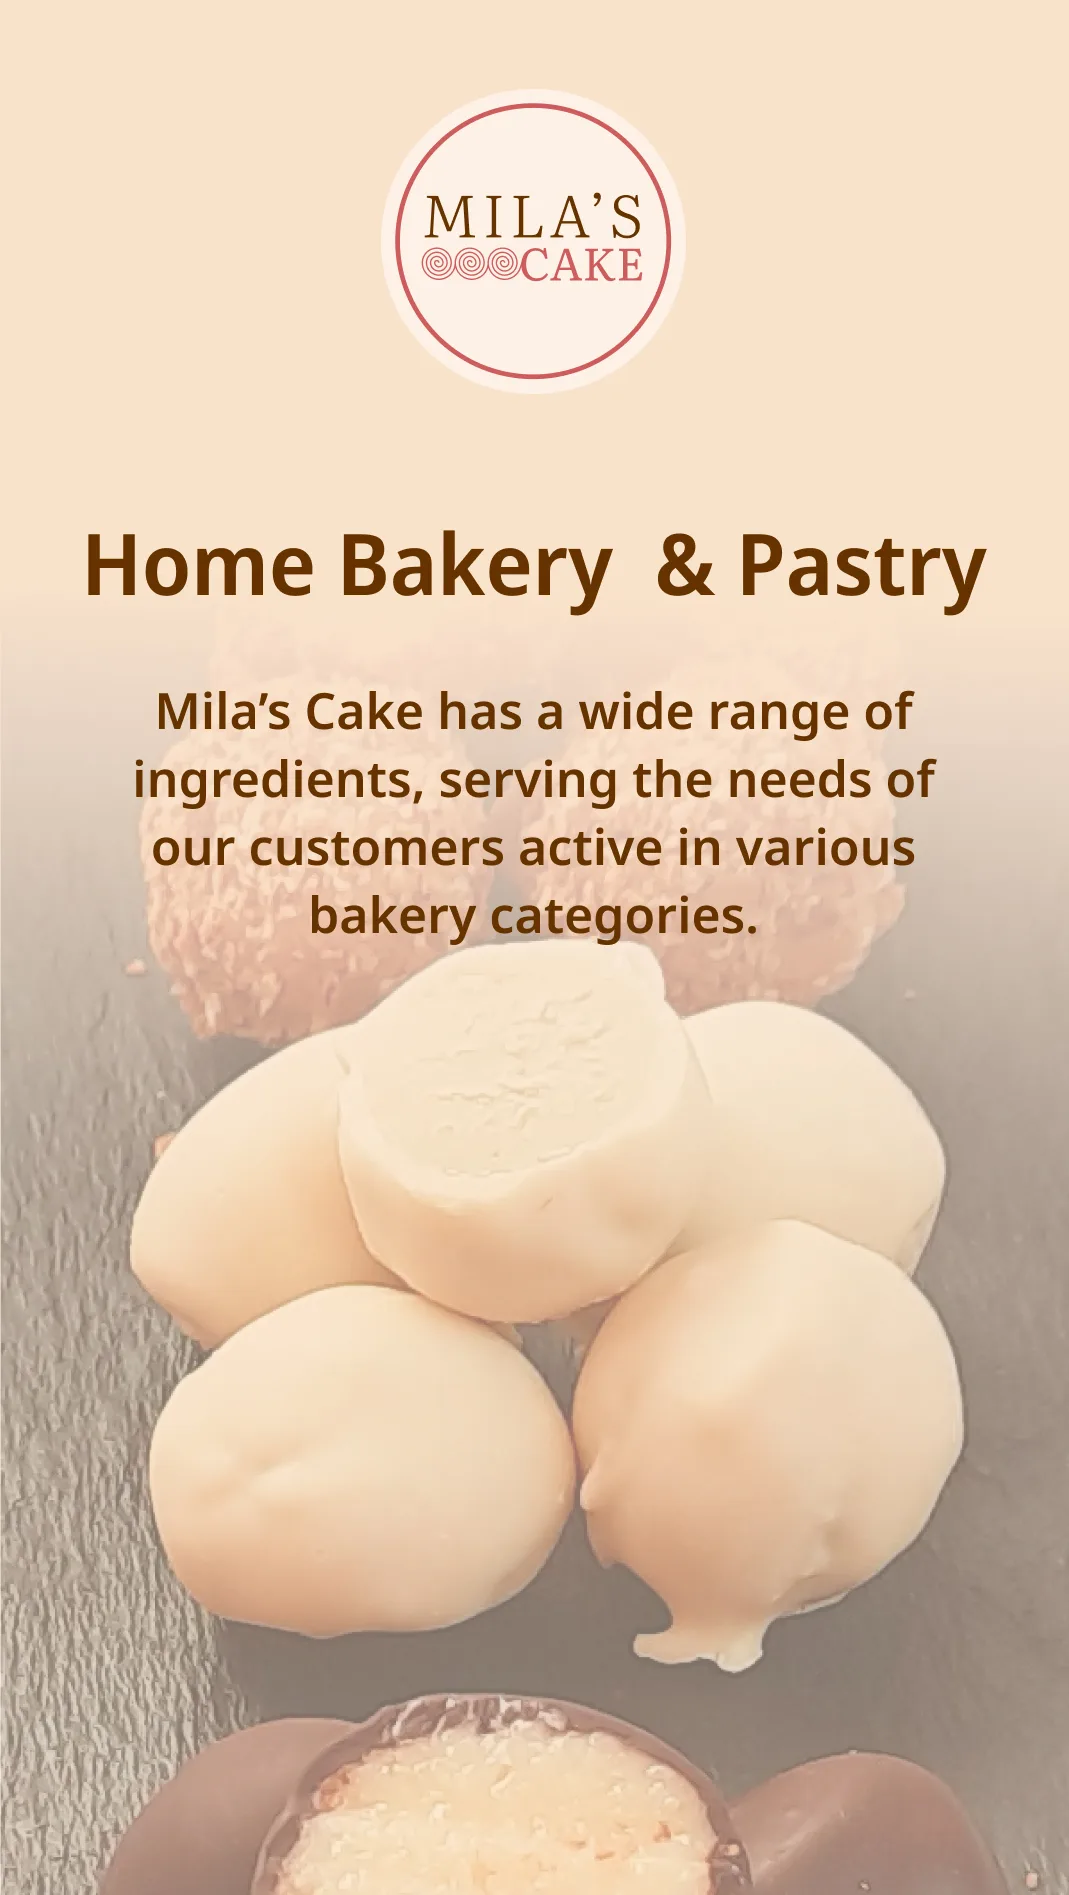 MILA’S
CAKE
Home Bakery  & Pastry
Mila’s Cake has a wide range of
ingredients, serving the needs of
our customers active in various
bakery categories.